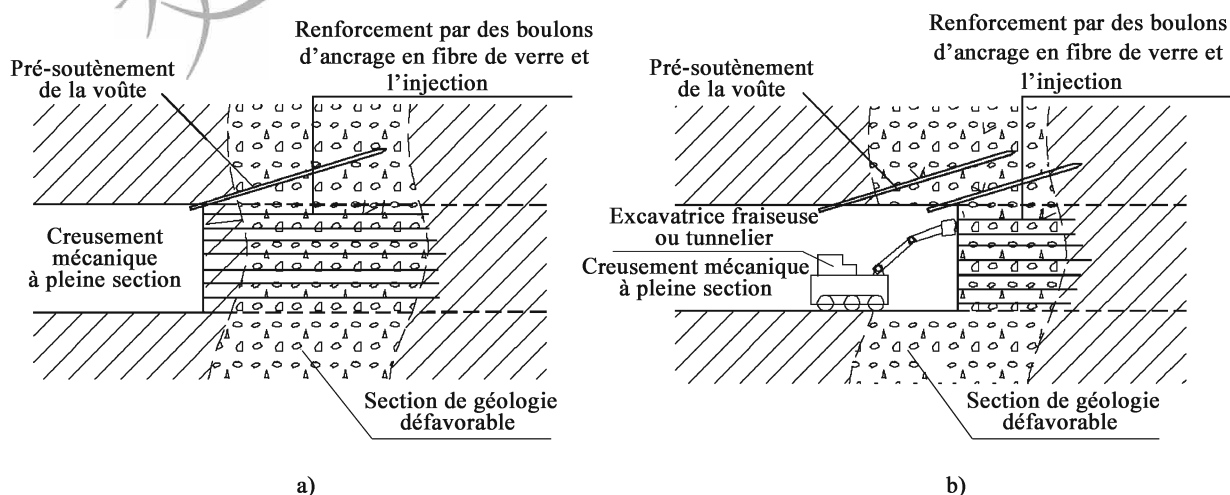 Renforcement par des boulons
d'ancrage en fibre de verre et
l'injection
Pré-soutènement
de la voûte
Creusement
mécanique
à pleine section
Section de géologie
défavorable
a)
Renforcement par des boulons
d'ancrage en fibre de verre et
l'injection
Pré-soutènement
de la voûte
Excavatrice fraiseuse
ou tunnelier
Creusement mécanique
à pleine section
Section de géologie
défavorable
b)